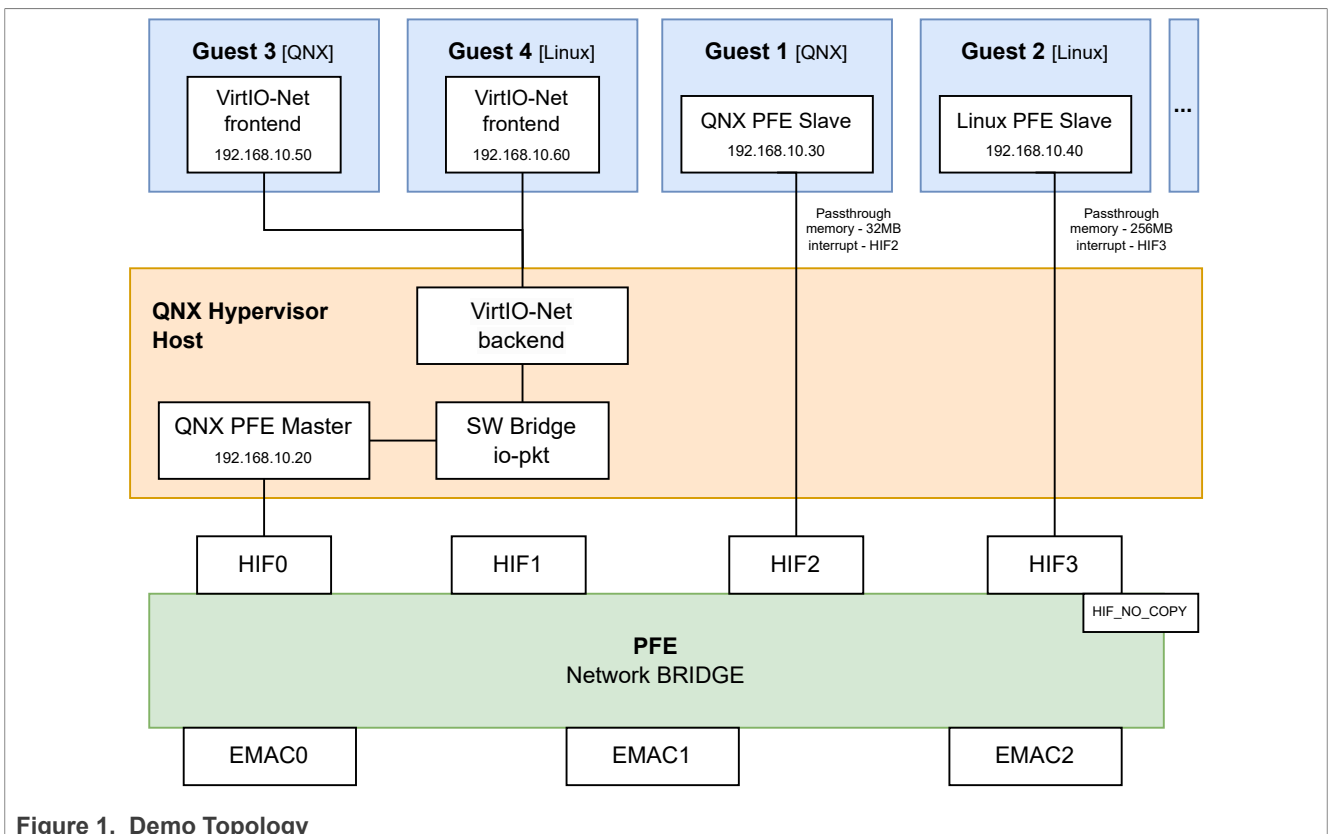 Guest 3 [QNX]
VirtIO-Net
frontend
192.168.10.50
Guest 4 [Linux]
VirtIO-Net
frontend
192.168.10.60
Guest 1 [QNX]
QNX PFE Slave
192.168.10.30
Guest 2 [Linux]
Linux PFE Slave
192.168.10.40
...
Passthrough
memory - 32MB
interrupt - HIF2
Passthrough
memory - 256MB
interrupt - HIF3
QNX Hypervisor
Host
VirtIO-Net
backend
QNX PFE Master
192.168.10.20
SW Bridge
io-pkt
HIF0
HIF1
HIF2
HIF3
HIF_NO_COPY
PFE
Network BRIDGE
EMAC0
EMAC1
EMAC2
Figure 1. Demo Topology